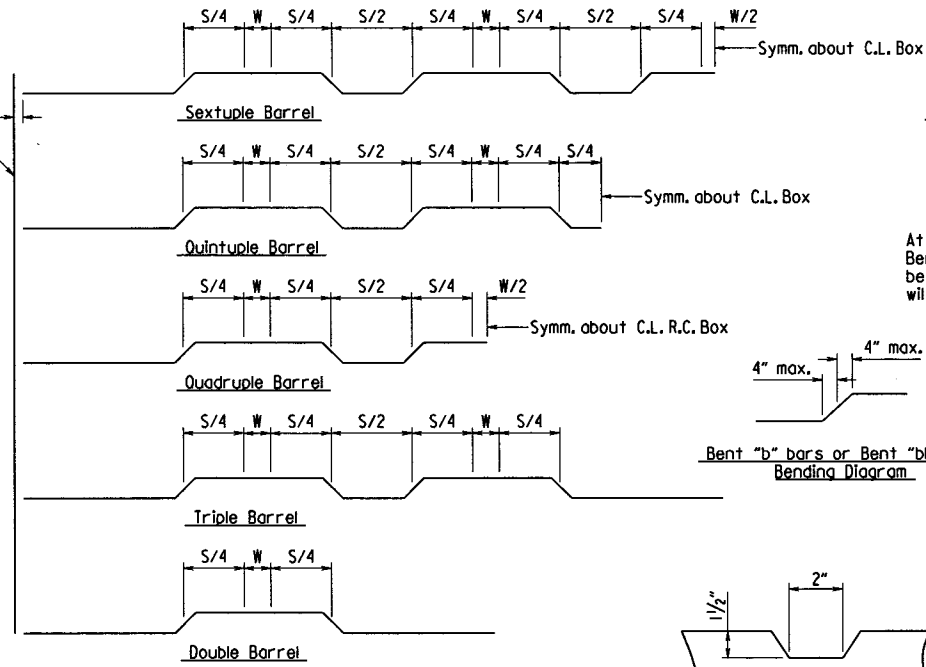 S/4 W S/4 S/2 S/4 W S/4 S/2 S/4 W/2
Symm. about C.L. Box
Sextuple Barrel
S/4 W S/4 S/2 S/4 W S/4 S/4
Symm. about C.L. Box
Quintuple Barrel
S/4 W S/4 S/2 S/4 W/2
Symm. about C.L. R.C. Box
Quadruple Barrel
S/4 W S/4 S/2 S/4 W S/4
Triple Barrel
S/4 W S/4
Double Barrel
At
Ber
be
wil
4" max.
4" max.
Bent "b" bars or Bent "b
Bending Diagram
2"
1 1/2"